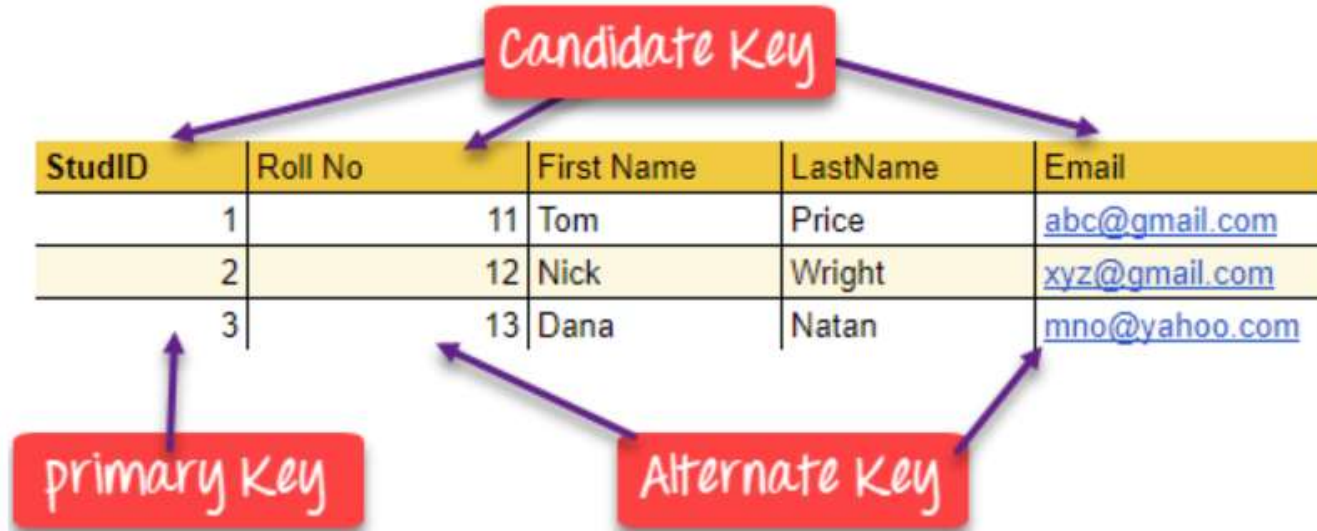 Candidate Key
StudID Roll No First Name LastName Email
1 11 Tom Price abc@gmail.com
2 12 Nick Wright xyz@gmail.com
3 13 Dana Natan mno@yahoo.com
primary Key Alternate Key